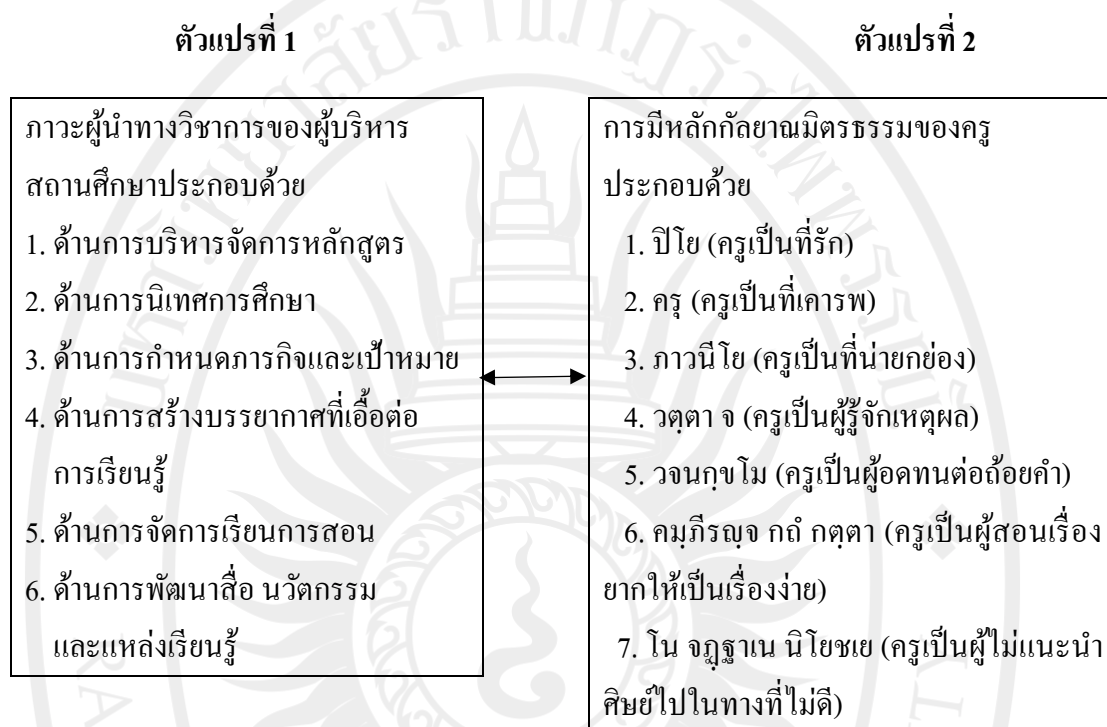 ตัวแปรที่ 1
ภาวะผู้นำทางวิชาการของผู้บริหาร
สถานศึกษาประกอบด้วย
1. ด้านการบริหารจัดการหลักสูตร
2. ด้านการนิเทศการศึกษา
3. ด้านการกำหนดภารกิจและเป้าหมาย
4. ด้านการสร้างบรรยากาศที่เอื้อต่อ
การเรียนรู้
5. ด้านการจัดการเรียนการสอน
6. ด้านการพัฒนาสื่อ นวัตกรรม
และแหล่งเรียนรู้
ตัวแปรที่ 2
การมีหลักกัลยาณมิตรธรรมของครู
ประกอบด้วย
1. ปิโย (ครูเป็นที่รัก)
2. ครุ (ครูเป็นที่เคารพ)
3. ภาวนีโย (ครูเป็นที่น่ายกย่อง)
4. วตฺตา จ (ครูเป็นผู้รู้จักเหตุผล)
5. วจนกฺขโม (ครูเป็นผู้อดทนต่อถ้อยคำ)
6. คมฺภีรญฺจ กถํ กตฺตา (ครูเป็นผู้สอนเรื่อง
ยากให้เป็นเรื่องง่าย)
7. โน จฏฺฐาเน นิโยชเย (ครูเป็นผู้ไม่แนะนำ
ศิษย์ไปในทางที่ไม่ดี)